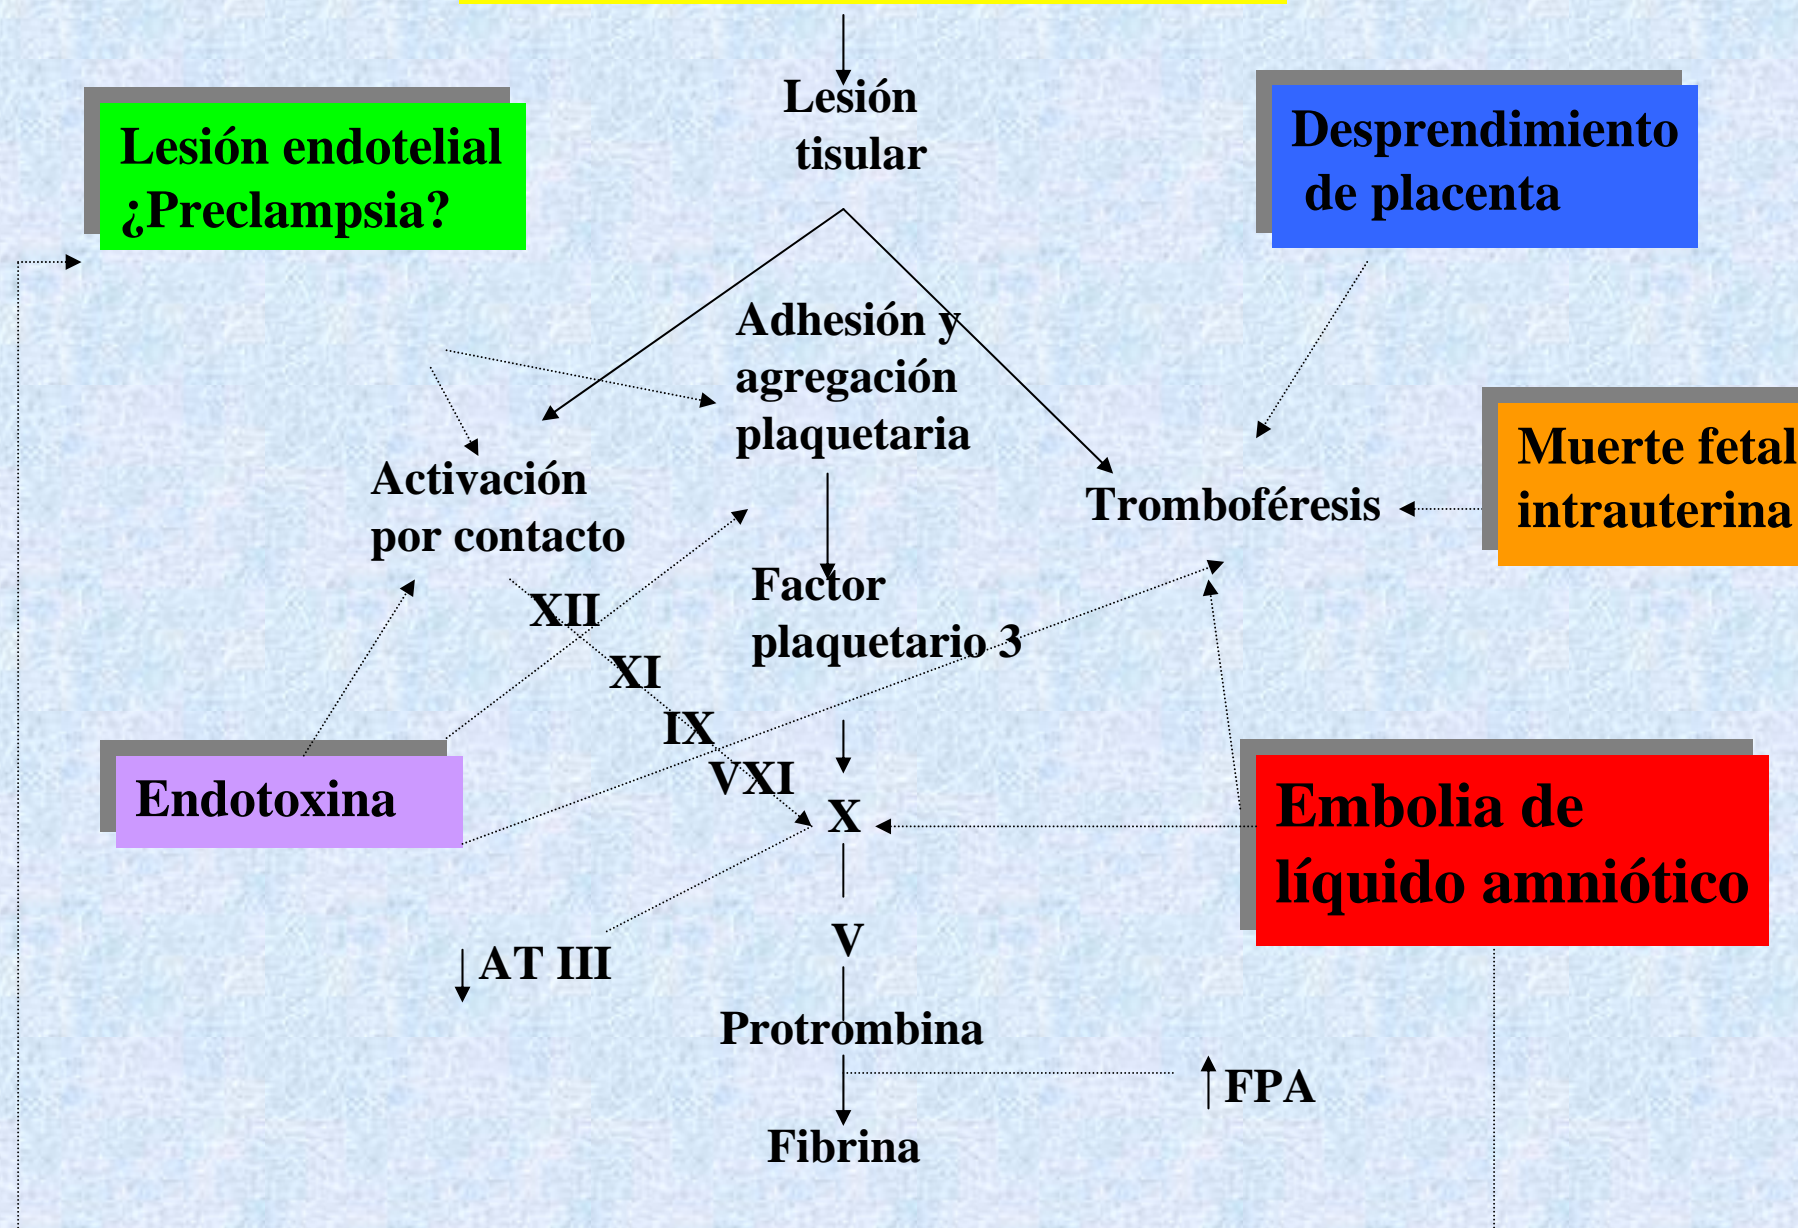 Lesión
tisular
Lesión endotelial
¿Preclampsia?
Desprendimiento
de placenta
Adhesión y
agregación
plaquetaria
Activación
por contacto
Tromboféresis
Muerte fetal
intrauterina
Factor
plaquetario 3
XII
XI
IX
VXI
Endotoxina
X
Embolia de
líquido amniótico
V
AT III
Protrombina
FPA
Fibrina